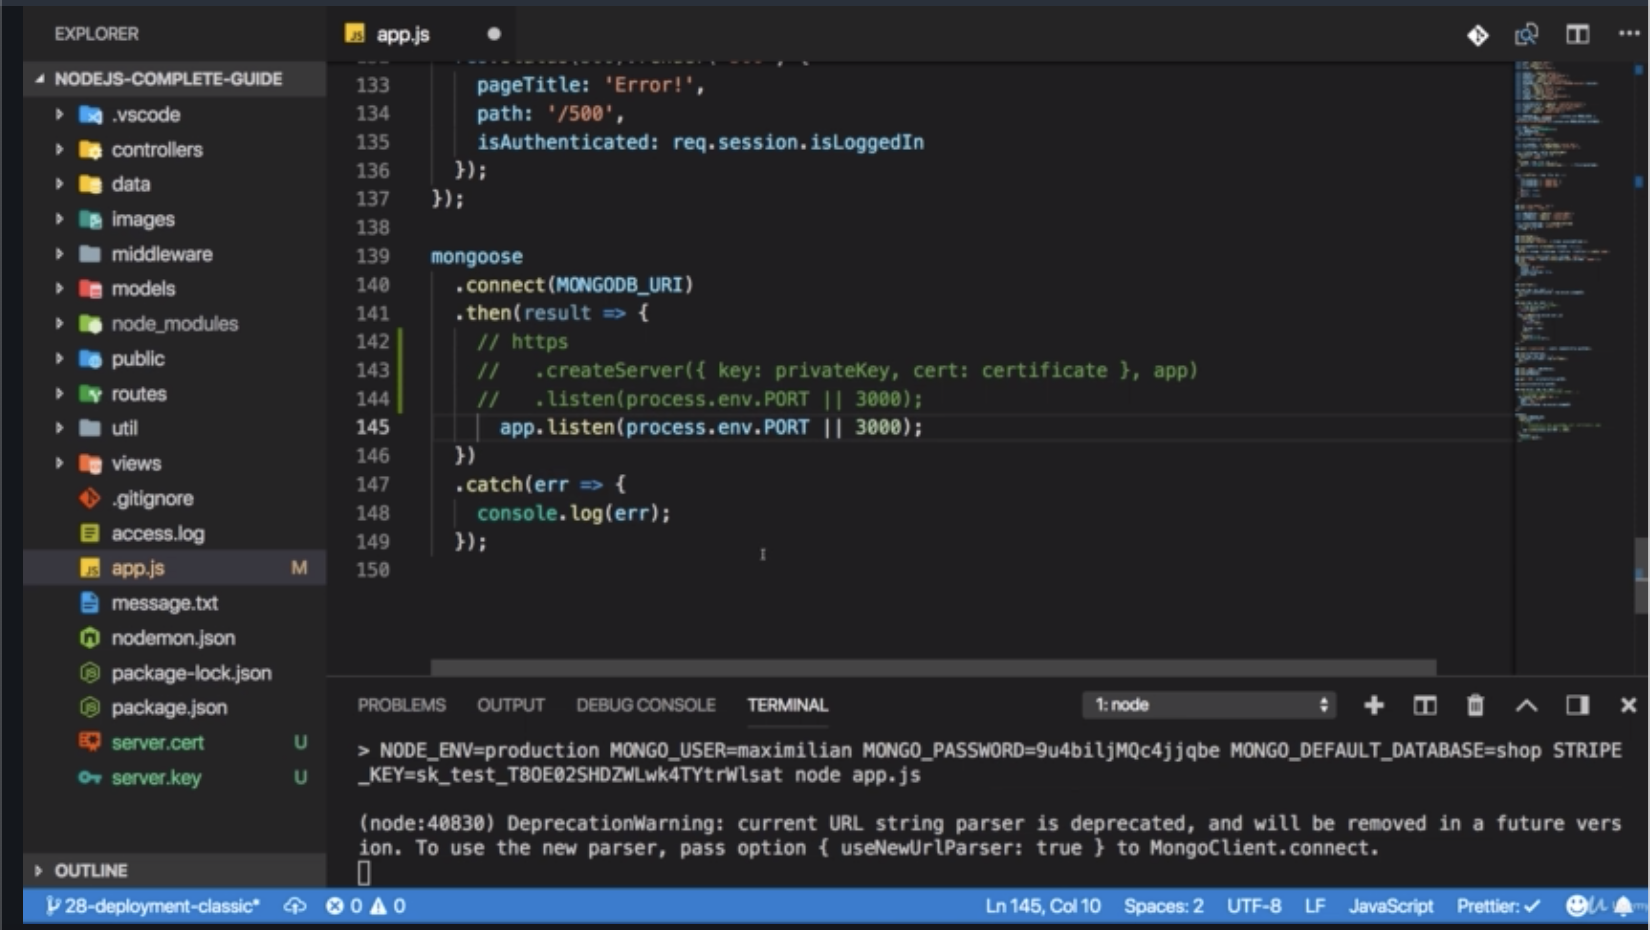 EXPLORER
NODEJS-COMPLETE-GUIDE
.vscode
controllers
data
images
middleware
models
node_modules
public
routes
util
views
.gitignore
access.log
app.js M
message.txt
nodemon.json
package-lock.json
package.json
server.cert U
server.key U
OUTLINE
app.js
133 pageTitle: 'Error!',
134 path: '/500',
135 isAuthenticated: req.session.isLoggedIn
136 });
137 });
138
139 mongoose
140 .connect(MONGODB_URI)
141 .then(result => {
142 // https
143 //   .createServer({ key: privateKey, cert: certificate }, app)
144 //   .listen(process.env.PORT || 3000);
145 app.listen(process.env.PORT || 3000);
146 })
147 .catch(err => {
148 console.log(err);
149 });
150
PROBLEMS OUTPUT DEBUG CONSOLE TERMINAL 1: node
> NODE_ENV=production MONGO_USER=maximilian MONGO_PASSWORD=9u4biljMQc4jjqbe MONGO_DEFAULT_DATABASE=shop STRIPE
_KEY=sk_test_T8OE02SHDZWLwk4TYtrWlsat node app.js
(node:40830) DeprecationWarning: current URL string parser is deprecated, and will be removed in a future vers
ion. To use the new parser, pass option { useNewUrlParser: true } to MongoClient.connect.
28-deployment-classic* 0 0 Ln 145, Col 10 Spaces: 2 UTF-8 LF JavaScript Prettier: ✓